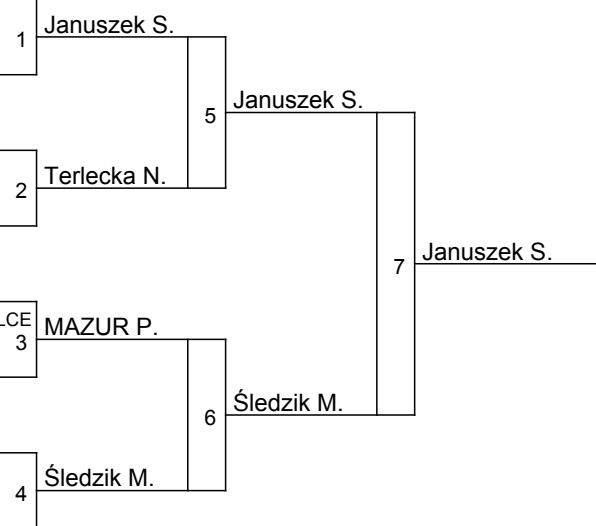 Januszek S.
1
Januszek S.
5
Terlecka N.
2
Januszek S.
7
LCE
MAZUR P.
3
Śledzik M.
6
Śledzik M.
4